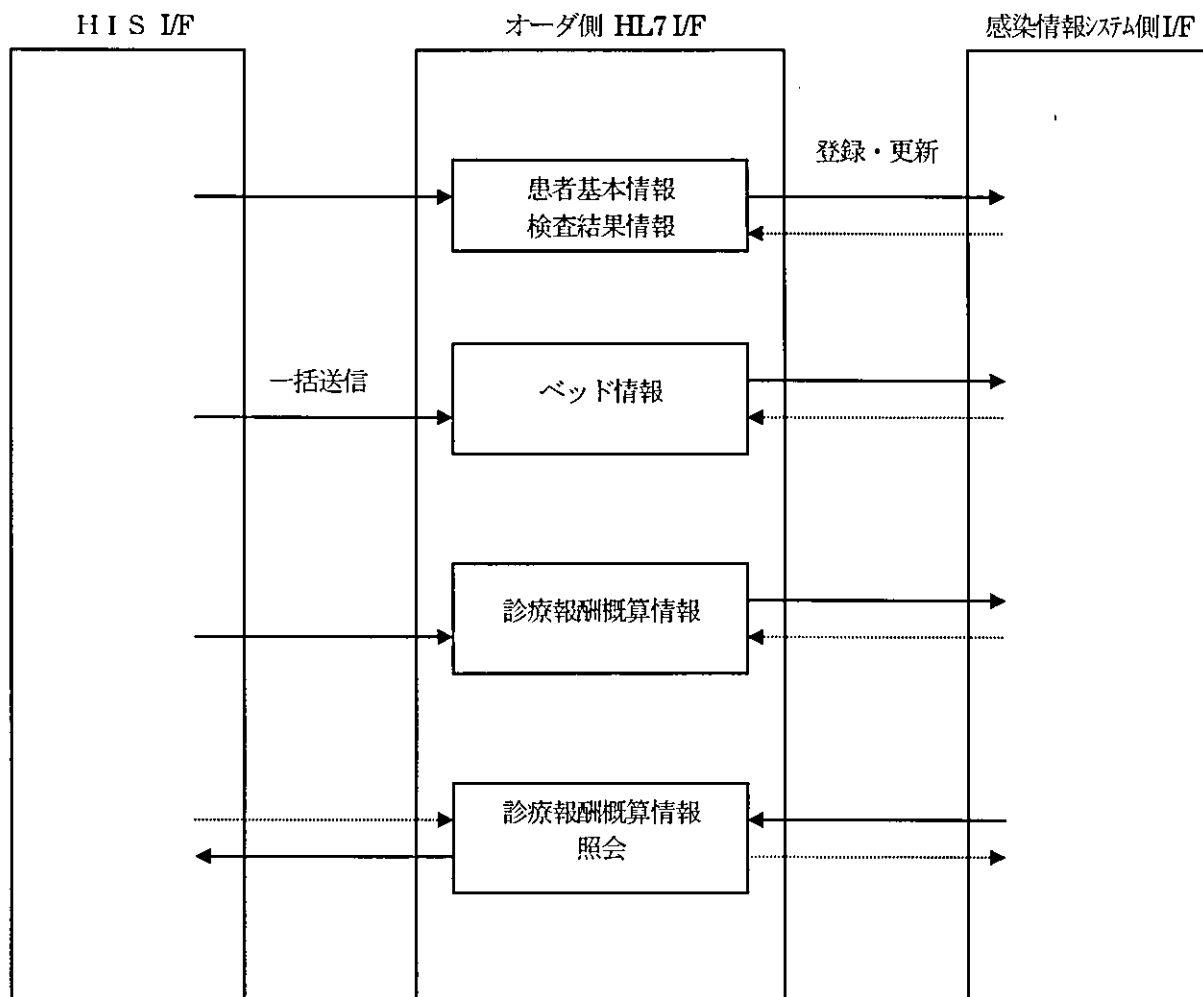 ＨＩＳ I/F
オーダ側 HL7 I/F
感染情報ｼｽﾃﾑ側I/F
登録・更新
患者基本情報
検査結果情報
一括送信
ベッド情報
診療報酬概算情報
診療報酬概算情報
照会